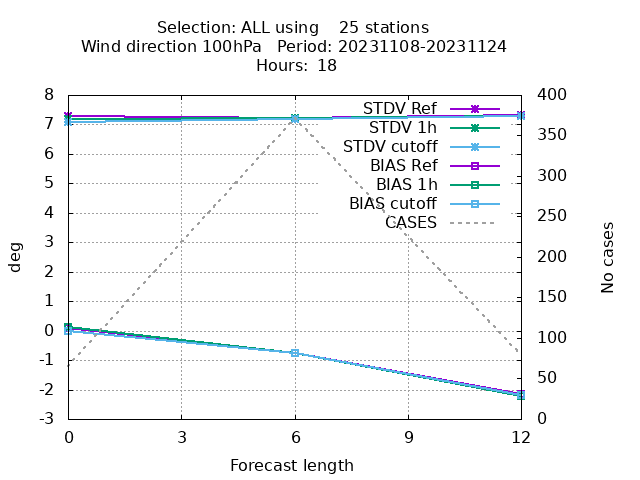 Selection: ALL using    25 stations
Wind direction 100hPa   Period: 20231108-20231124
Hours: 18
8
7
6
5
4
3
2
1
0
-1
-2
-3
deg
400
350
300
250
200
150
100
50
0
No cases
STDV Ref
STDV 1h
STDV cutoff
BIAS Ref
BIAS 1h
BIAS cutoff
CASES
0 3 6 9 12
Forecast length